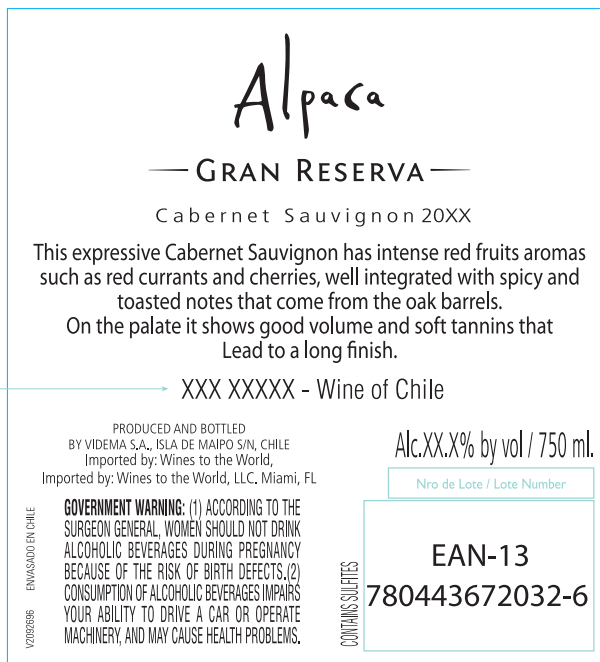 Alpaca
GRAN RESERVA
Cabernet Sauvignon 20XX
This expressive Cabernet Sauvignon has intense red fruits aromas
such as red currants and cherries, well integrated with spicy and
toasted notes that come from the oak barrels.
On the palate it shows good volume and soft tannins that
Lead to a long finish.
XXX XXXXX - Wine of Chile
PRODUCED AND BOTTLED
BY VIDEMA S.A., ISLA DE MAIPO S/N, CHILE
Imported by: Wines to the World,
Imported by: Wines to the World, LLC. Miami, FL
GOVERNMENT WARNING: (1) ACCORDING TO THE
SURGEON GENERAL, WOMEN SHOULD NOT DRINK
ALCOHOLIC BEVERAGES DURING PREGNANCY
BECAUSE OF THE RISK OF BIRTH DEFECTS.(2)
CONSUMPTION OF ALCOHOLIC BEVERAGES IMPAIRS
YOUR ABILITY TO DRIVE A CAR OR OPERATE
MACHINERY, AND MAY CAUSE HEALTH PROBLEMS.
V2092696 ENVASADO EN CHILE
Alc.XX.X% by vol / 750 ml.
Nro de Lote / Lote Number
CONTAINS SULFITES
EAN-13
780443672032-6